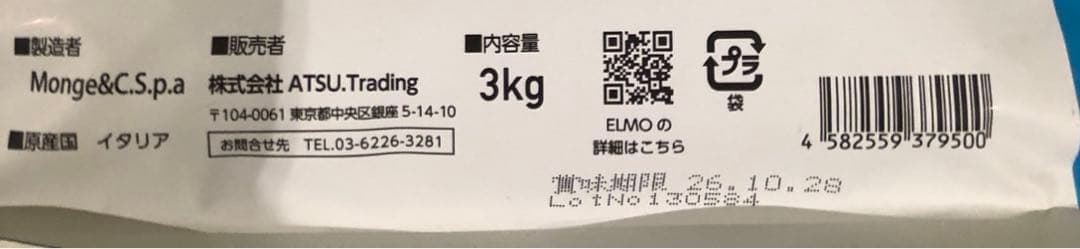 ■製造者
Monge&C.S.p.a
■原産国 イタリア
■販売者
株式会社 ATSU.Trading
〒104-0061 東京都中央区銀座 5-14-10
お問合せ先 TEL.03-6226-3281
■内容量
3kg
ELMO の
詳細はこちら
プラ
袋
4 582559 379500
賞味期限 26.10.28
LotNo130584